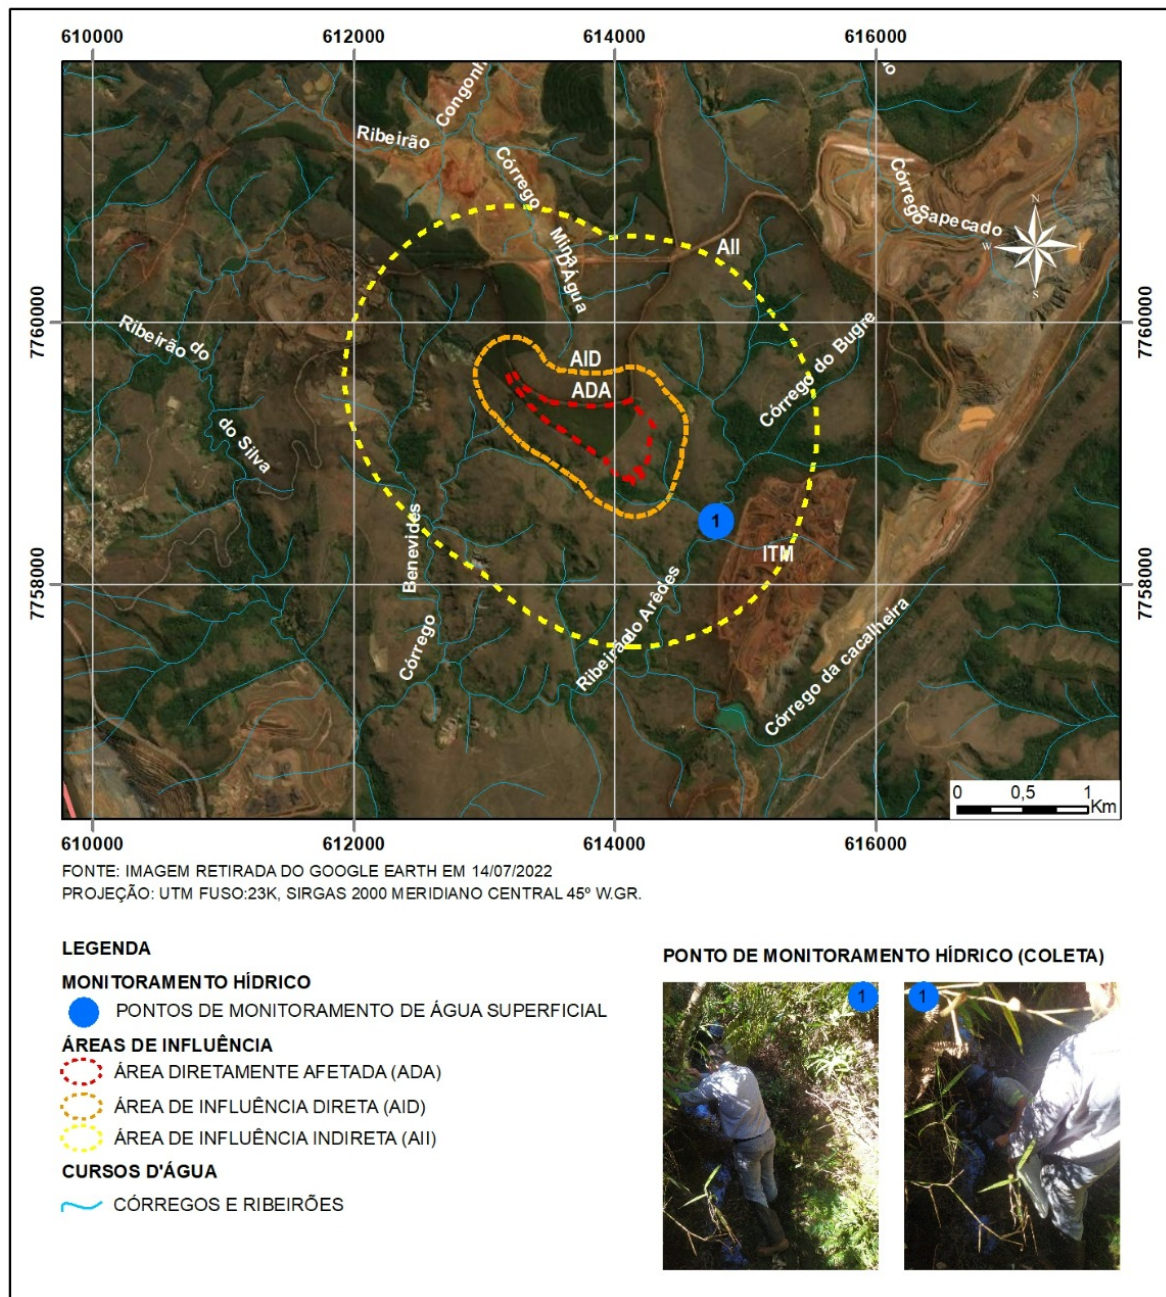 610000 612000 614000 616000
Ribeirão
Congonh
Córrego
Mina
D'Água
AII
Córrego
Sapecado
N
W E
S
7760000
7760000
Ribeirão do
do Silva
AID
ADA
Córrego do Bugre
1
ITM
Benevides
Córrego
Ribeirão
do Arêdes
Córrego da cacalheira
7758000
7758000
0 0,5 1
Km
610000 612000 614000 616000
FONTE: IMAGEM RETIRADA DO GOOGLE EARTH EM 14/07/2022
PROJEÇÃO: UTM FUSO:23K, SIRGAS 2000 MERIDIANO CENTRAL 45º W.GR.
LEGENDA
MONITORAMENTO HÍDRICO
PONTOS DE MONITORAMENTO DE ÁGUA SUPERFICIAL
ÁREAS DE INFLUÊNCIA
ÁREA DIRETAMENTE AFETADA (ADA)
ÁREA DE INFLUÊNCIA DIRETA (AID)
ÁREA DE INFLUÊNCIA INDIRETA (AII)
CURSOS D'ÁGUA
CÓRREGOS E RIBEIRÕES
PONTO DE MONITORAMENTO HÍDRICO (COLETA)
1
1